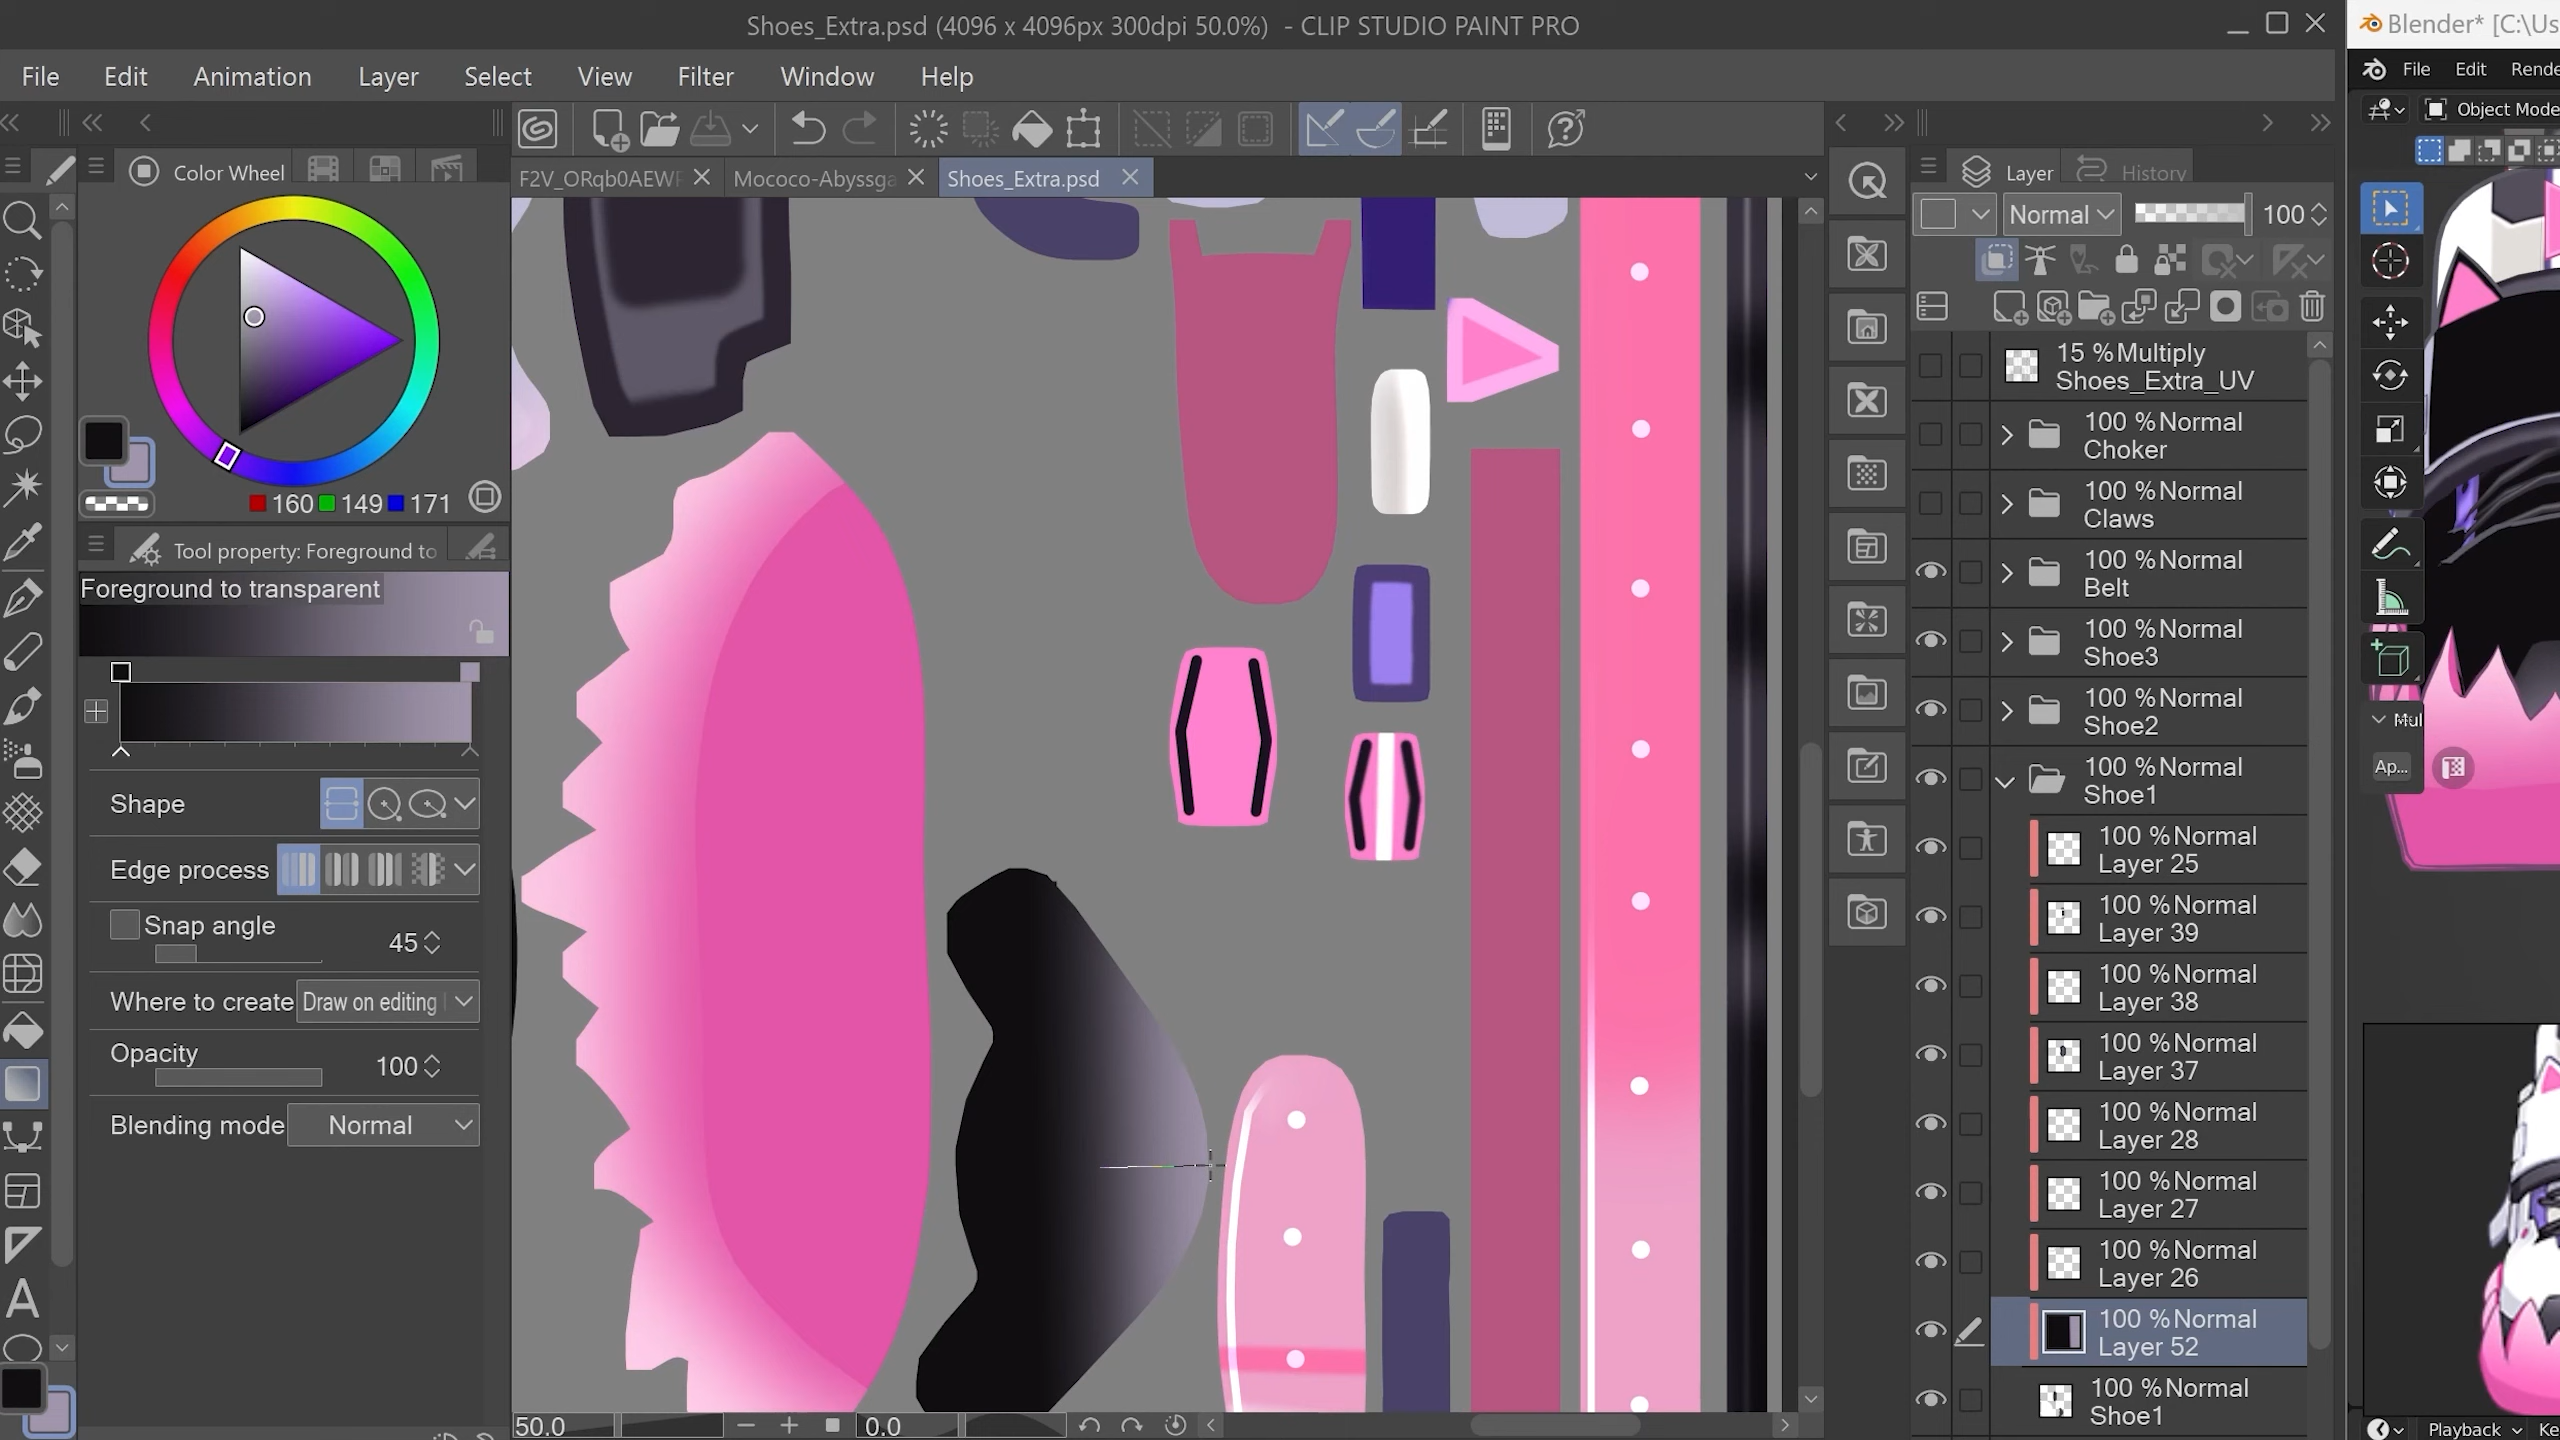 Shoes_Extra.psd (4096 x 4096px 300dpi 50.0%) - CLIP STUDIO PAINT PRO
Blender* [C:\Us
File Edit Animation Layer Select View Filter Window Help
File Edit Rende
Object Mode
Color Wheel
F2V_ORqb0AEWF
Mococo-Abyssga
Shoes_Extra.psd
Layer
History
Normal
100
160 149 171
Tool property: Foreground to
Foreground to transparent
Shape
Edge process
Snap angle
45
Where to create
Draw on editing
Opacity
100
Blending mode
Normal
15 %Multiply
Shoes_Extra_UV
100 %Normal
Choker
100 %Normal
Claws
100 %Normal
Belt
100 %Normal
Shoe3
100 %Normal
Shoe2
100 %Normal
Shoe1
100 %Normal
Layer 25
100 %Normal
Layer 39
100 %Normal
Layer 38
100 %Normal
Layer 37
100 %Normal
Layer 28
100 %Normal
Layer 27
100 %Normal
Layer 26
100 %Normal
Layer 52
100 %Normal
Shoe1
Ap...
50.0
0.0
Playback
Ke